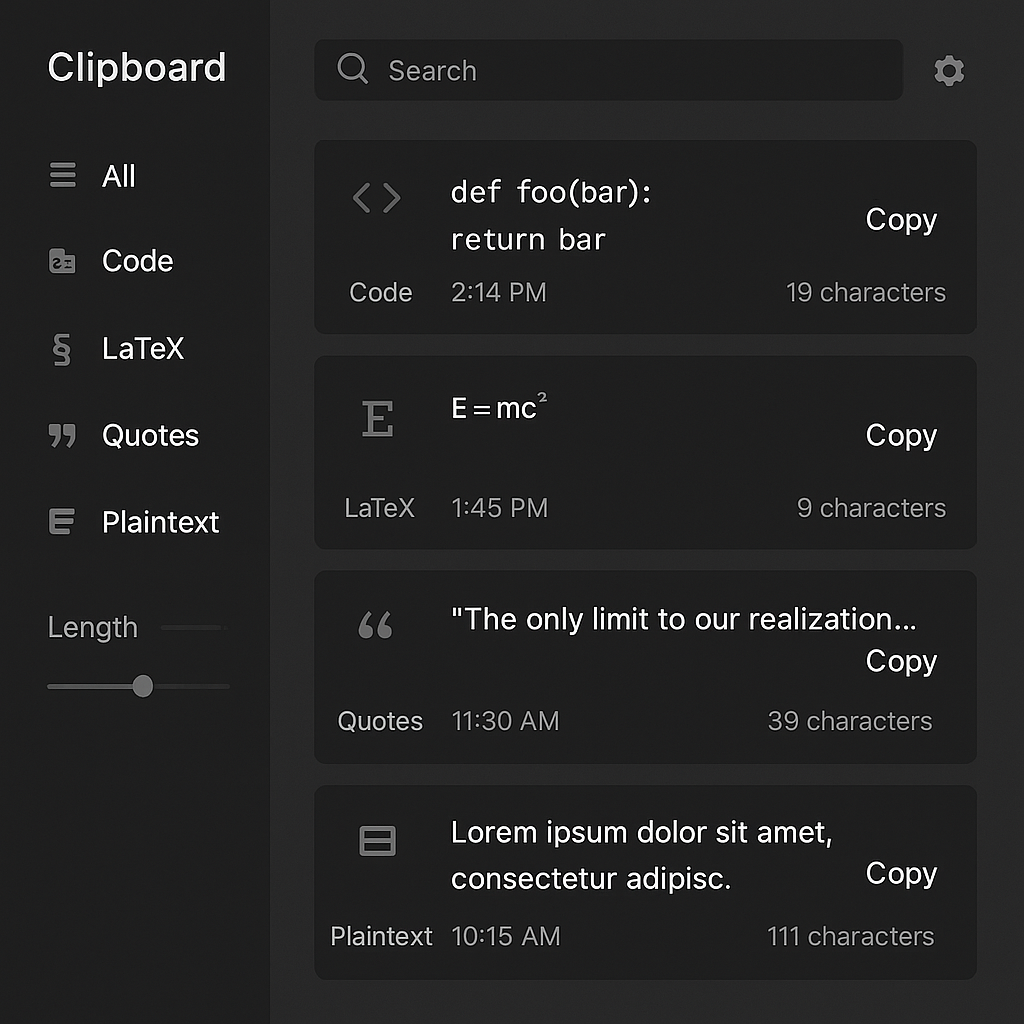 Clipboard
All
Code
LaTeX
Quotes
Plaintext
Length
Search
def foo(bar):
return bar
Copy
Code 2:14 PM 19 characters
E=mc²
Copy
LaTeX 1:45 PM 9 characters
"The only limit to our realization...
Copy
Quotes 11:30 AM 39 characters
Lorem ipsum dolor sit amet,
consectetur adipisc.
Copy
Plaintext 10:15 AM 111 characters